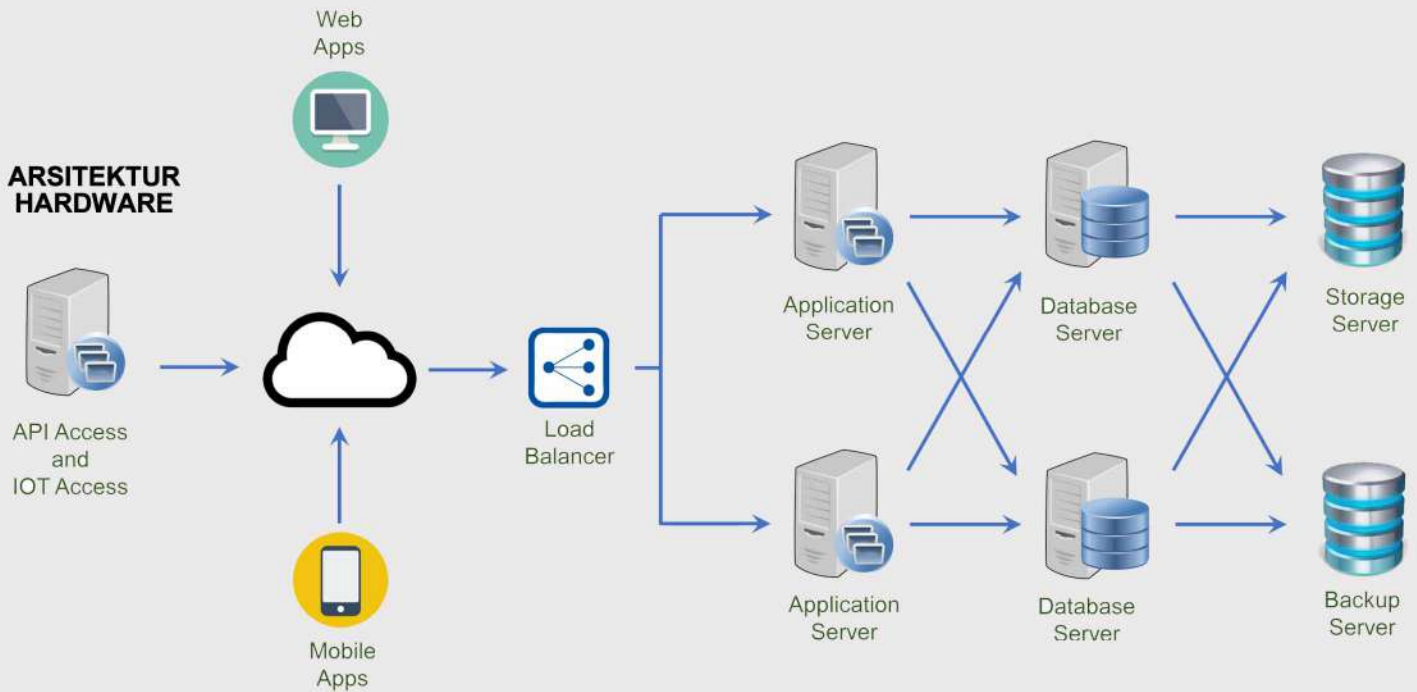 Web
Apps
ARSITEKTUR
HARDWARE
API Access
and
IOT Access
Load
Balancer
Mobile
Apps
Application
Server
Database
Server
Storage
Server
Application
Server
Database
Server
Backup
Server